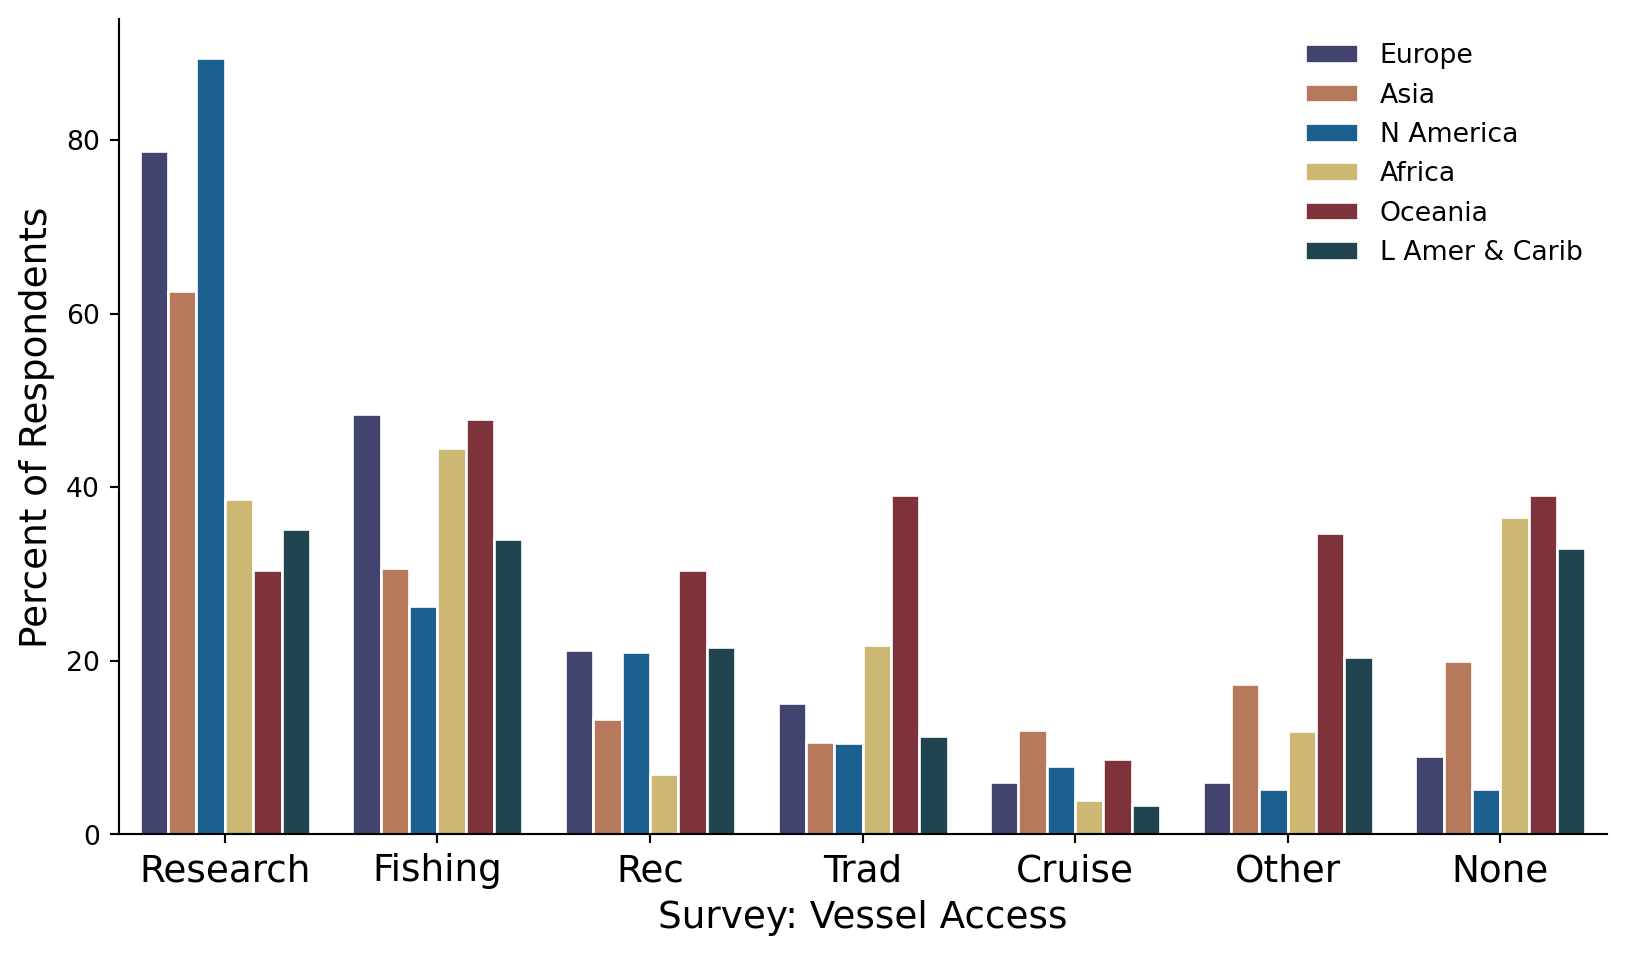 Percent of Respondents
80
60
40
20
0
Europe
Asia
N America
Africa
Oceania
L Amer & Carib
Research Fishing Rec Trad Cruise Other None
Survey: Vessel Access